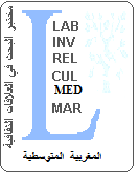 مختبر البحث في العلاقات الثقافية
L
LAB
INV
REL
CUL
MED
MAR
المغربية المتوسطية